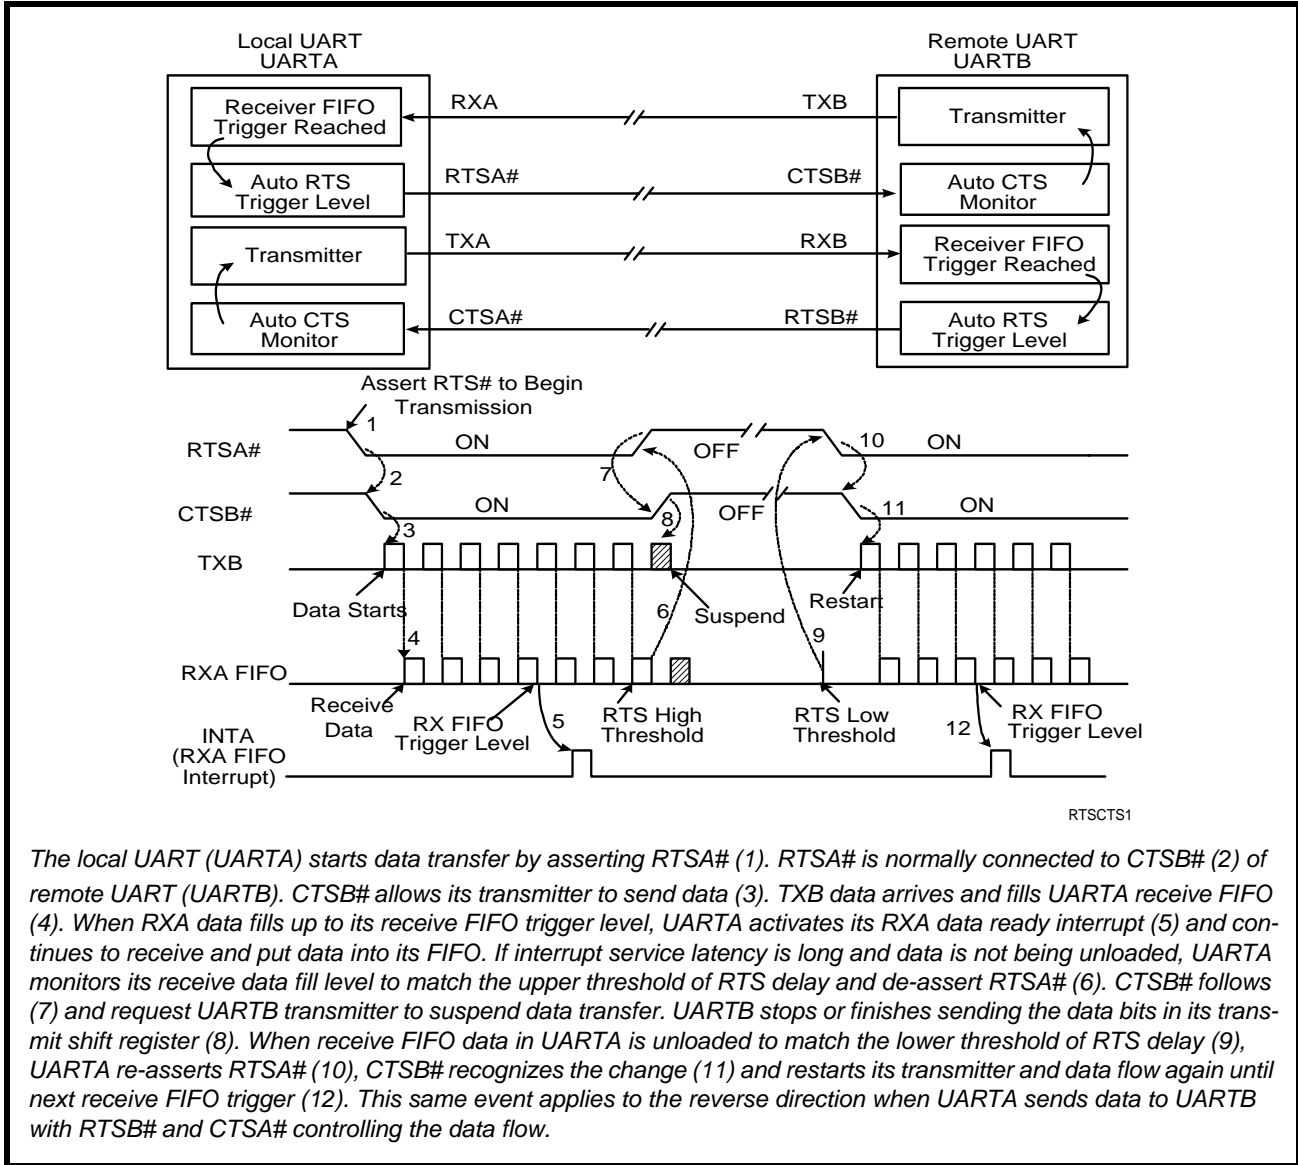 Local UART
UARTA
Remote UART
UARTB
Receiver FIFO
Trigger Reached
RXA
TXB
Transmitter
Auto RTS
Trigger Level
RTSA#
CTSB#
Auto CTS
Monitor
Transmitter
TXA
RXB
Receiver FIFO
Trigger Reached
Auto CTS
Monitor
CTSA#
RTSB#
Auto RTS
Trigger Level
Assert RTS# to Begin
Transmission
RTSA#
1
ON
7
OFF
10
ON
CTSB#
2
ON
8
OFF
11
ON
TXB
3
Data Starts
6
Suspend
Restart
RXA FIFO
4
9
Receive
Data
RX FIFO
Trigger Level
5
RTS High
Threshold
RTS Low
Threshold
12
RX FIFO
Trigger Level
INTA
(RXA FIFO
Interrupt)
RTSCTS1
The local UART (UARTA) starts data transfer by asserting RTSA# (1). RTSA# is normally connected to CTSB# (2) of
remote UART (UARTB). CTSB# allows its transmitter to send data (3). TXB data arrives and fills UARTA receive FIFO
(4). When RXA data fills up to its receive FIFO trigger level, UARTA activates its RXA data ready interrupt (5) and con-
tinues to receive and put data into its FIFO. If interrupt service latency is long and data is not being unloaded, UARTA
monitors its receive data fill level to match the upper threshold of RTS delay and de-assert RTSA# (6). CTSB# follows
(7) and request UARTB transmitter to suspend data transfer. UARTB stops or finishes sending the data bits in its trans-
mit shift register (8). When receive FIFO data in UARTA is unloaded to match the lower threshold of RTS delay (9),
UARTA re-asserts RTSA# (10), CTSB# recognizes the change (11) and restarts its transmitter and data flow again until
next receive FIFO trigger (12). This same event applies to the reverse direction when UARTA sends data to UARTB
with RTSB# and CTSA# controlling the data flow.